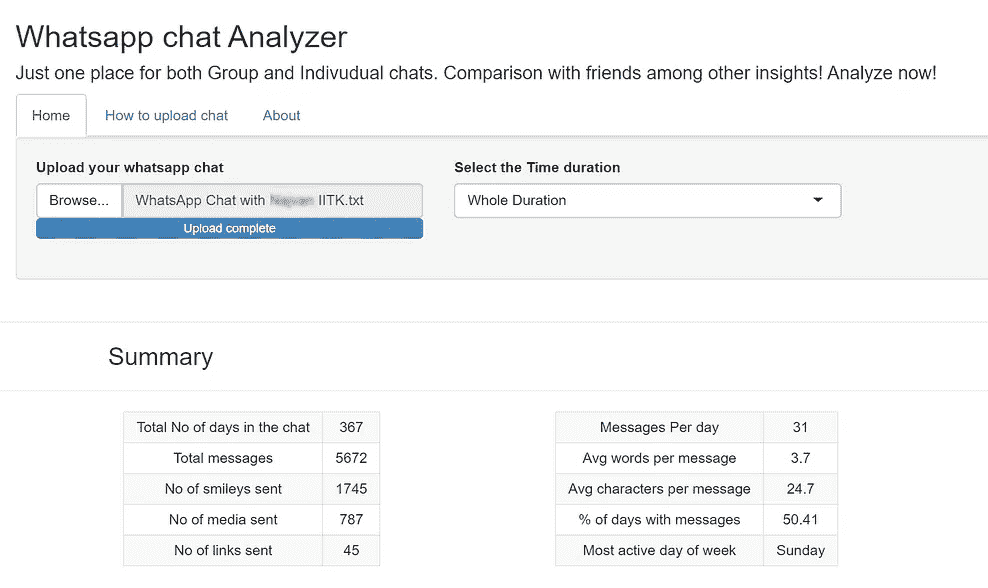 Whatsapp chat Analyzer
Just one place for both Group and Indivudual chats. Comparison with friends among other insights! Analyze now!
Home How to upload chat About
Upload your whatsapp chat Select the Time duration
Browse... WhatsApp Chat with IITK.txt Whole Duration
Upload complete
Summary
Total No of days in the chat 367 Messages Per day 31
Total messages 5672 Avg words per message 3.7
No of smileys sent 1745 Avg characters per message 24.7
No of media sent 787 % of days with messages 50.41
No of links sent 45 Most active day of week Sunday